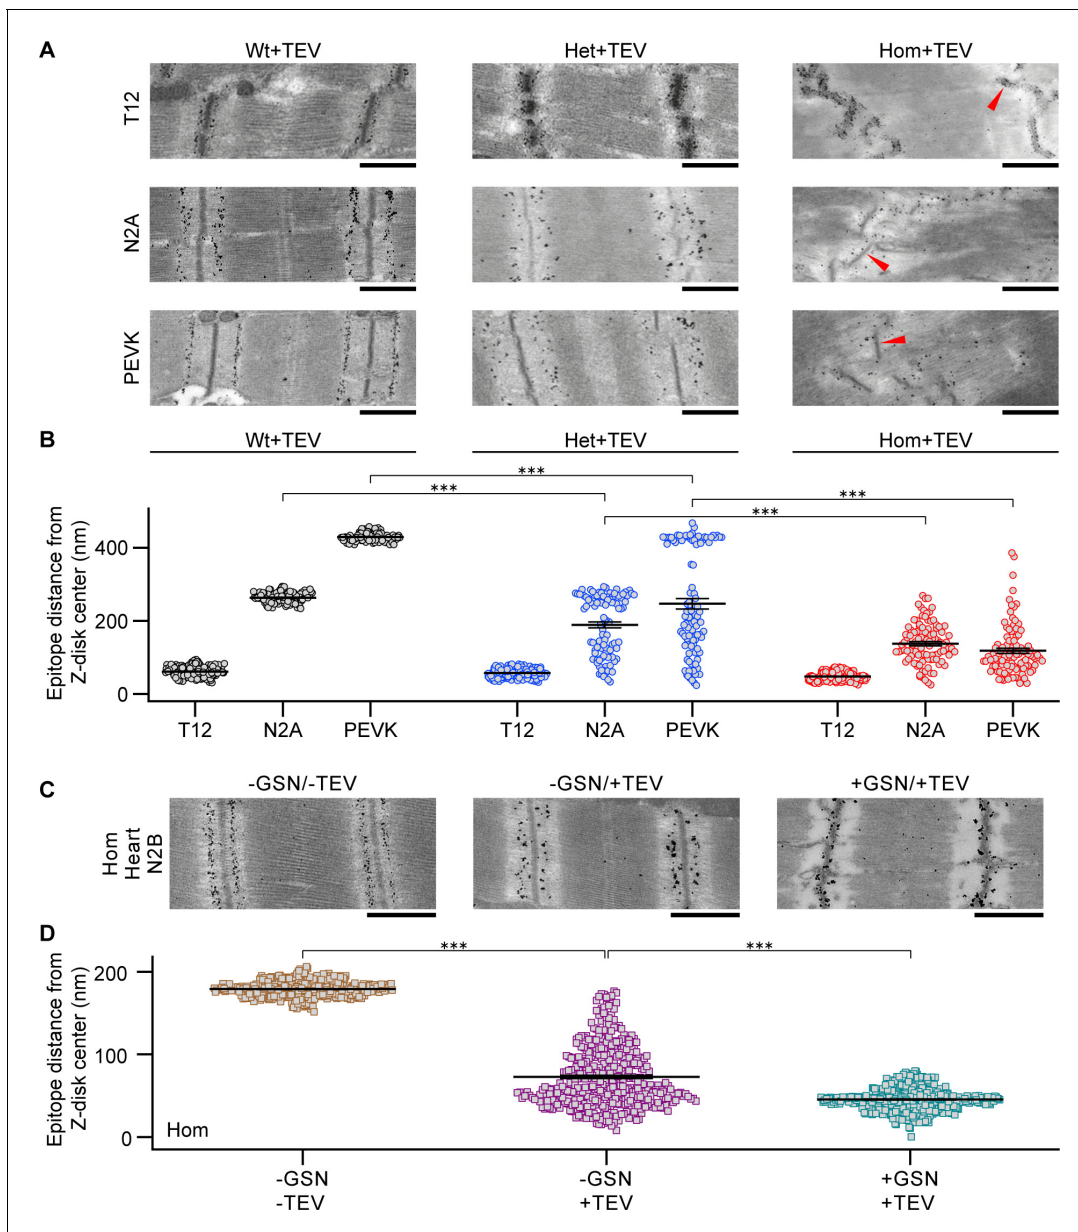 A
Wt+TEV Het+TEV Hom+TEV
T12
N2A
PEVK
B
Wt+TEV Het+TEV Hom+TEV
***
***
***
***
Epitope distance from
Z-disk center (nm)
400
200
0
T12 N2A PEVK T12 N2A PEVK T12 N2A PEVK
C
-GSN/-TEV -GSN/+TEV +GSN/+TEV
Hom
Heart
N2B
D
*** ***
Epitope distance from
Z-disk center (nm)
200
100
0
Hom
-GSN -GSN +GSN
-TEV +TEV +TEV